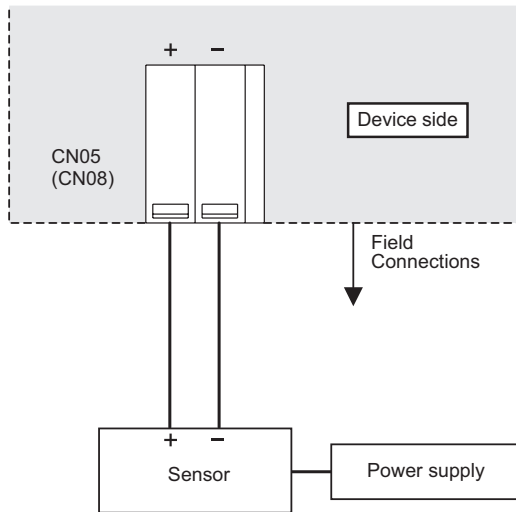 + −
Device side
CN05
(CN08)
Field
Connections
+ −
Sensor
Power supply